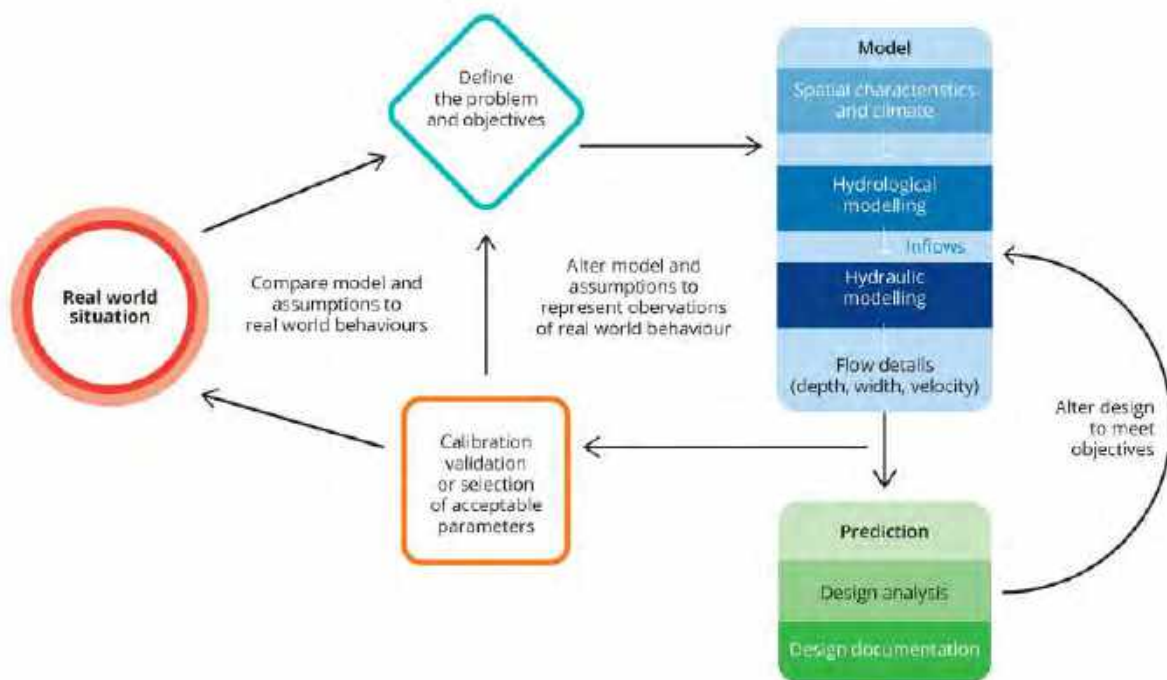 Define
the problem
and objectives
Model
Spatial characteristics
and climate
Hydrological
modelling
Inflows
Hydraulic
modelling
Flow details
(depth, width, velocity)
Real world
situation
Compare model and
assumptions to
real world behaviours
Alter model and
assumptions to
represent obervations
of real world behaviour
Calibration
validation
or selection
of acceptable
parameters
Alter design
to meet
objectives
Prediction
Design analysis
Design documentation